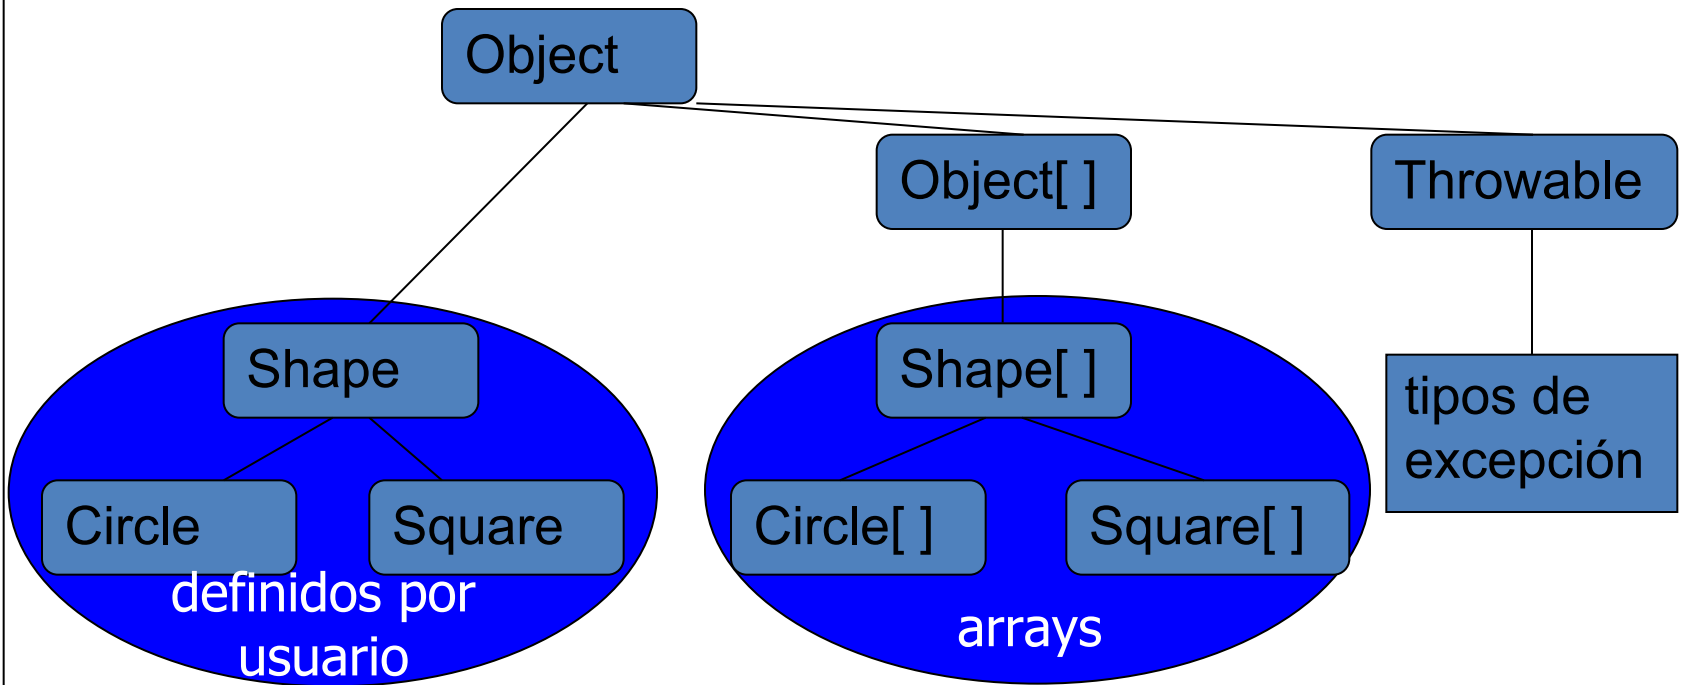 Object
Object[ ]
Throwable
Shape
Shape[ ]
tipos de
excepción
Circle
Square
Circle[ ]
Square[ ]
definidos por
usuario
arrays